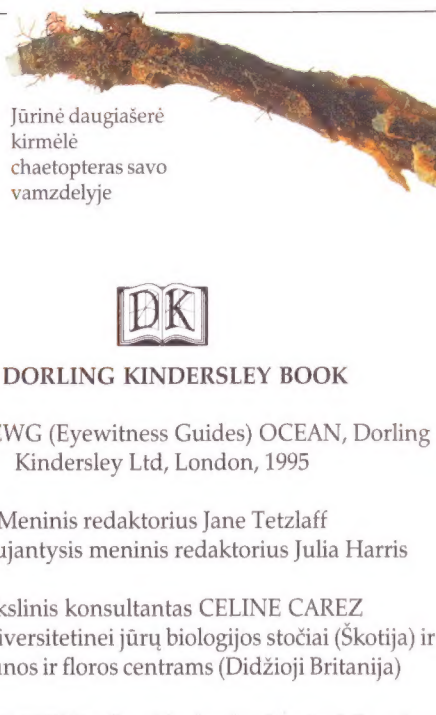 Jūrinė daugiašerė
kirmėlė
chaetopteras savo
vamzdelyje
DK
DORLING KINDERSLEY BOOK
(Eyewitness Guides) OCEAN, Dorling
Kindersley Ltd, London, 1995
Meninis redaktorius Jane Tetzlaff
meninis redaktorius Julia Harris
konsultantas CELINE CAREZ
jūrų biologijos stočiai (Škotija) ir
ir floros centrams (Didžioji Britanija)